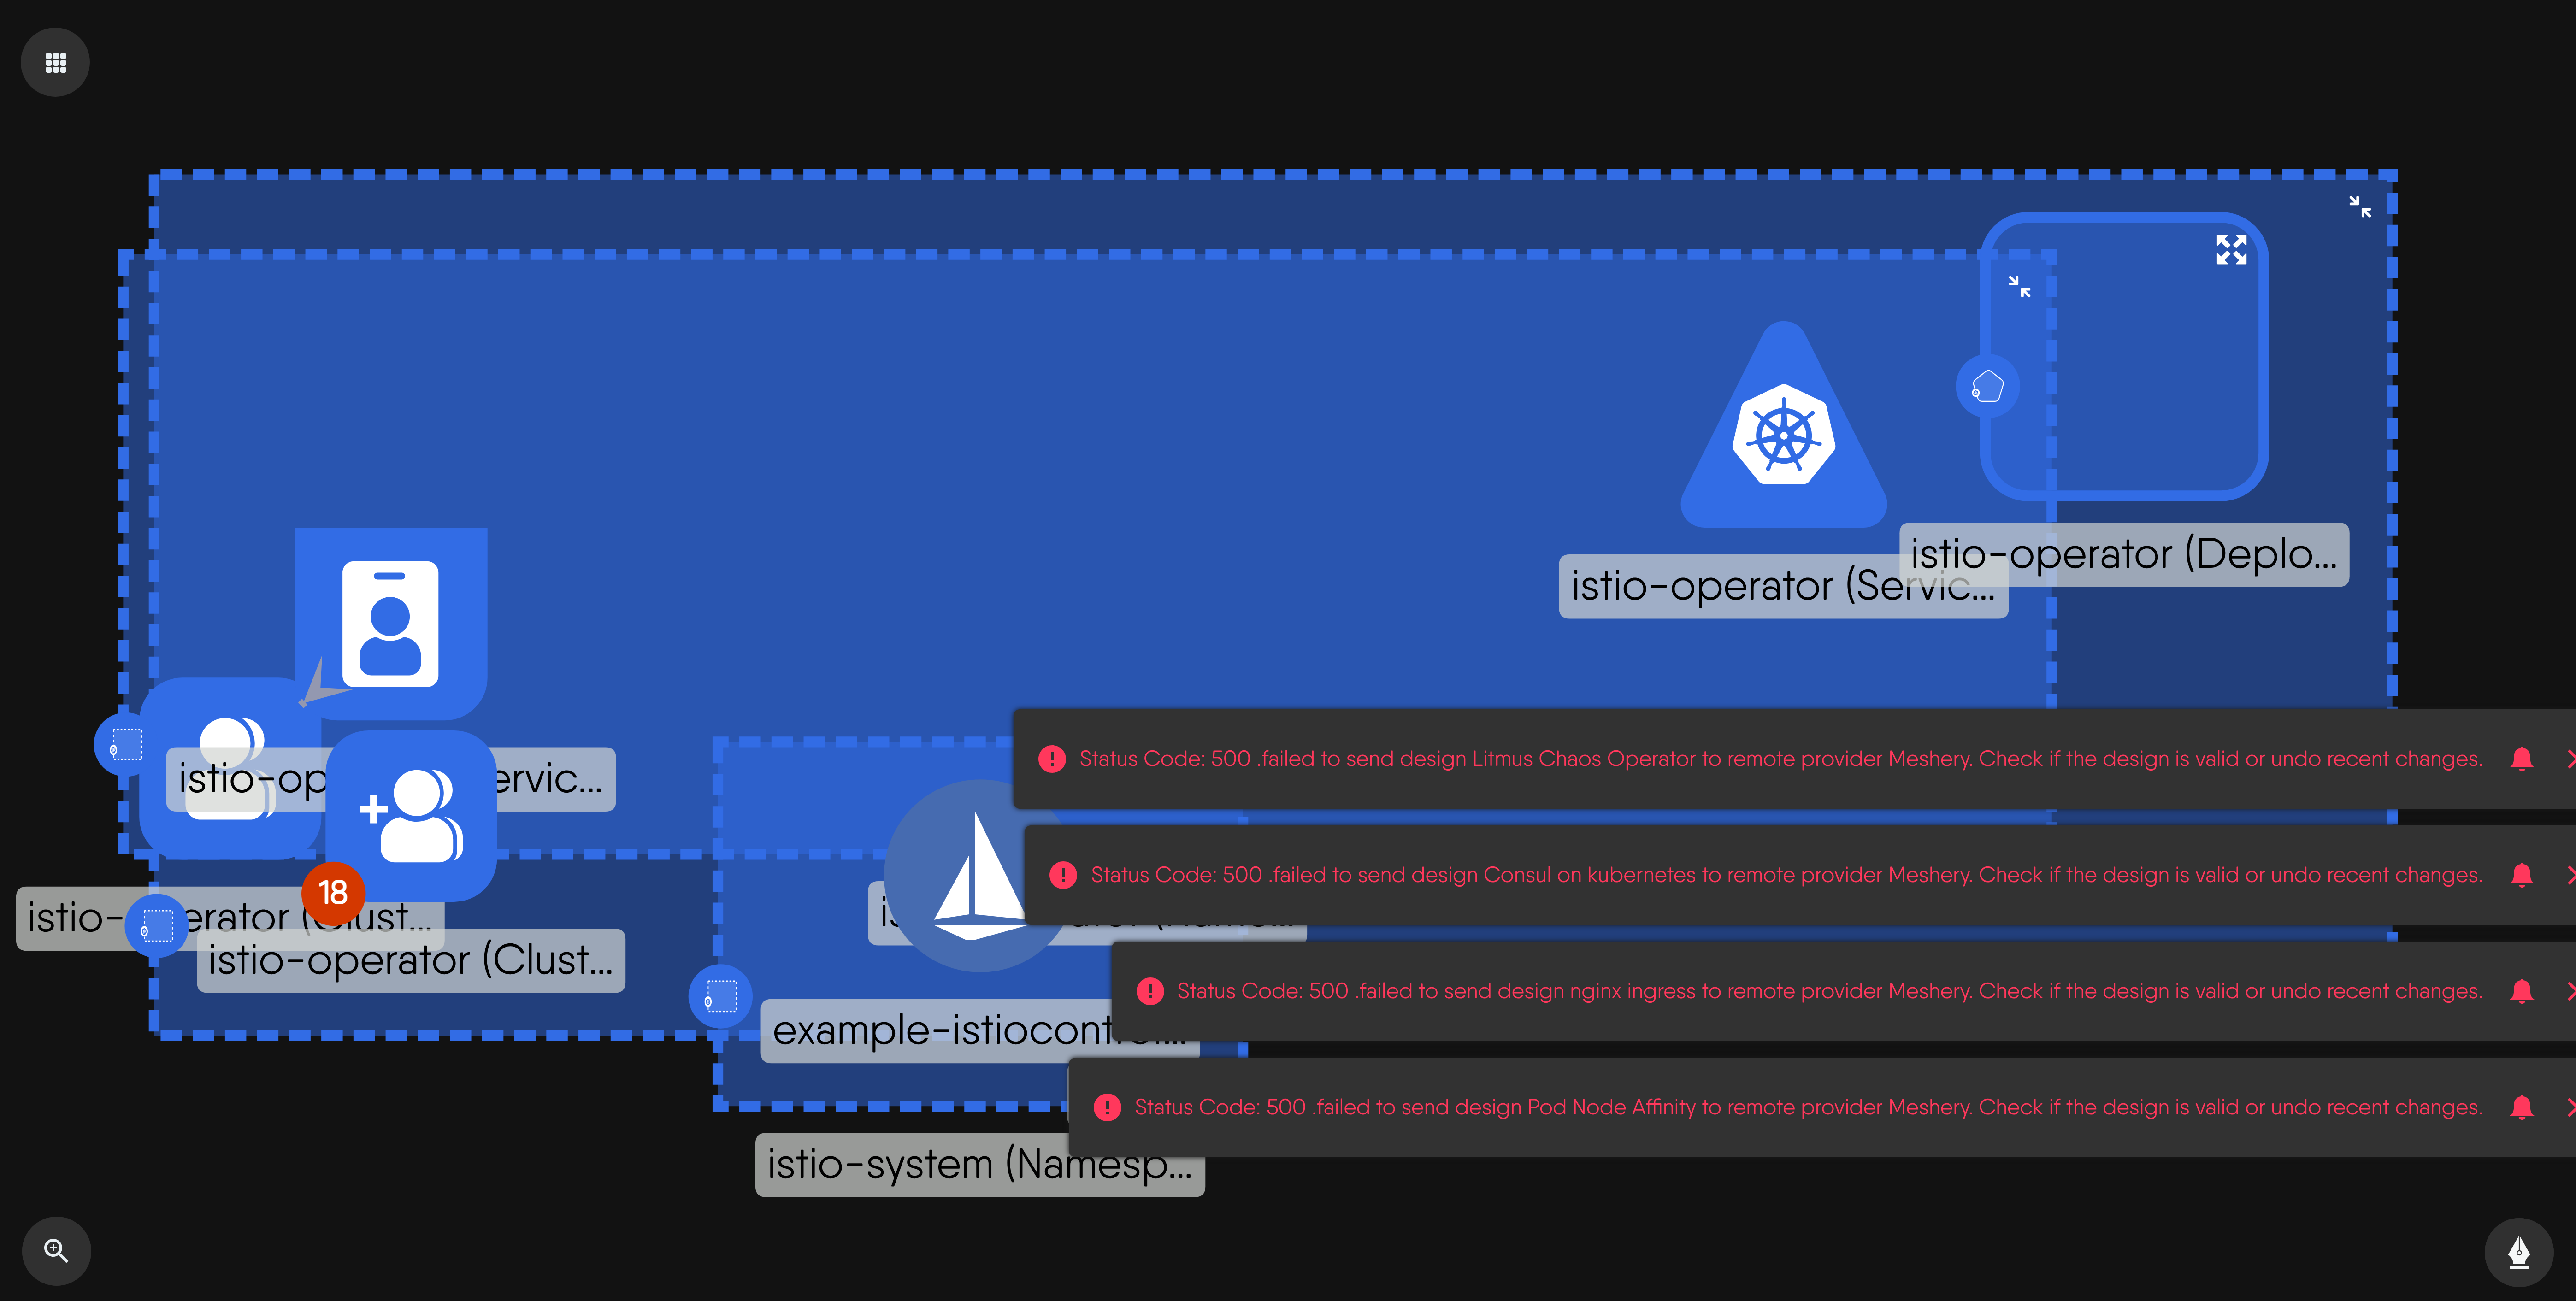 istio-operator (Deplo...
istio-operator (Servic...
Status Code: 500 .failed to send design Litmus Chaos Operator to remote provider Meshery. Check if the design is valid or undo recent changes.
istio-op ervic...
Status Code: 500 .failed to send design Consul on kubernetes to remote provider Meshery. Check if the design is valid or undo recent changes.
18
istio- erator (Clust...
istio-operator (Clust...
Status Code: 500 .failed to send design nginx ingress to remote provider Meshery. Check if the design is valid or undo recent changes.
example-istiocontrol...
Status Code: 500 .failed to send design Pod Node Affinity to remote provider Meshery. Check if the design is valid or undo recent changes.
istio-system (Namesp...